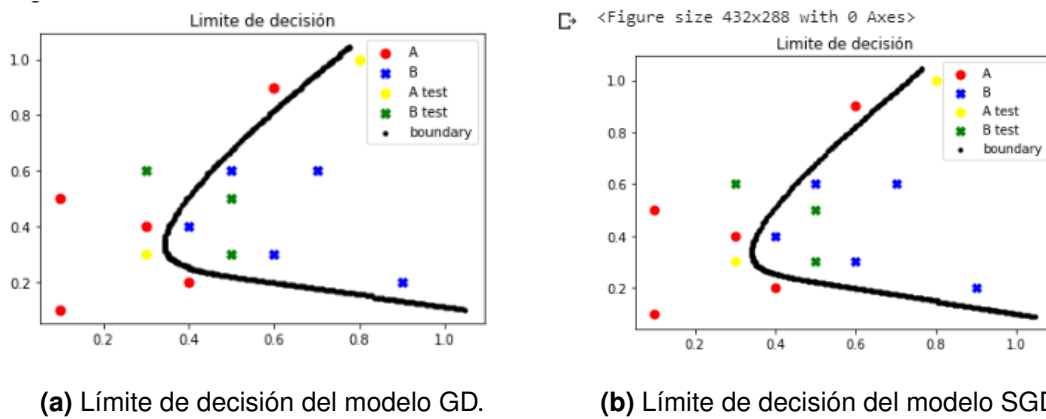 Limite de decisión
A
B
A test
B test
boundary
1.0
0.8
0.6
0.4
0.2
0.2
0.4
0.6
0.8
1.0
(a) Límite de decisión del modelo GD.
<Figure size 432x288 with 0 Axes>
Limite de decisión
A
B
A test
B test
boundary
1.0
0.8
0.6
0.4
0.2
0.2
0.4
0.6
0.8
1.0
(b) Límite de decisión del modelo SGD